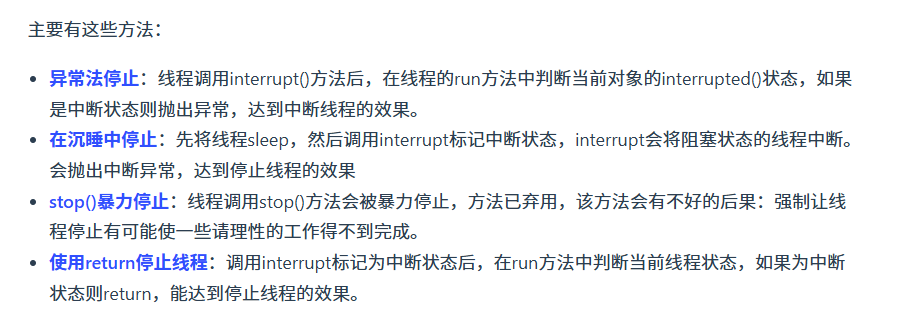 主要有这些方法：
• 异常法停止：线程调用interrupt()方法后，在线程的run方法中判断当前对象的interrupted()状态，如果
是中断状态则抛出异常，达到中断线程的效果。
• 在沉睡中停止：先将线程sleep，然后调用interrupt标记中断状态，interrupt会将阻塞状态的线程中断。
会抛出中断异常，达到停止线程的效果
• stop()暴力停止：线程调用stop()方法会被暴力停止，方法已弃用，该方法会有不好的后果：强制让线
程停止有可能使一些请理性的工作得不到完成。
• 使用return停止线程：调用interrupt标记为中断状态后，在run方法中判断当前线程状态，如果为中断
状态则return，能达到停止线程的效果。